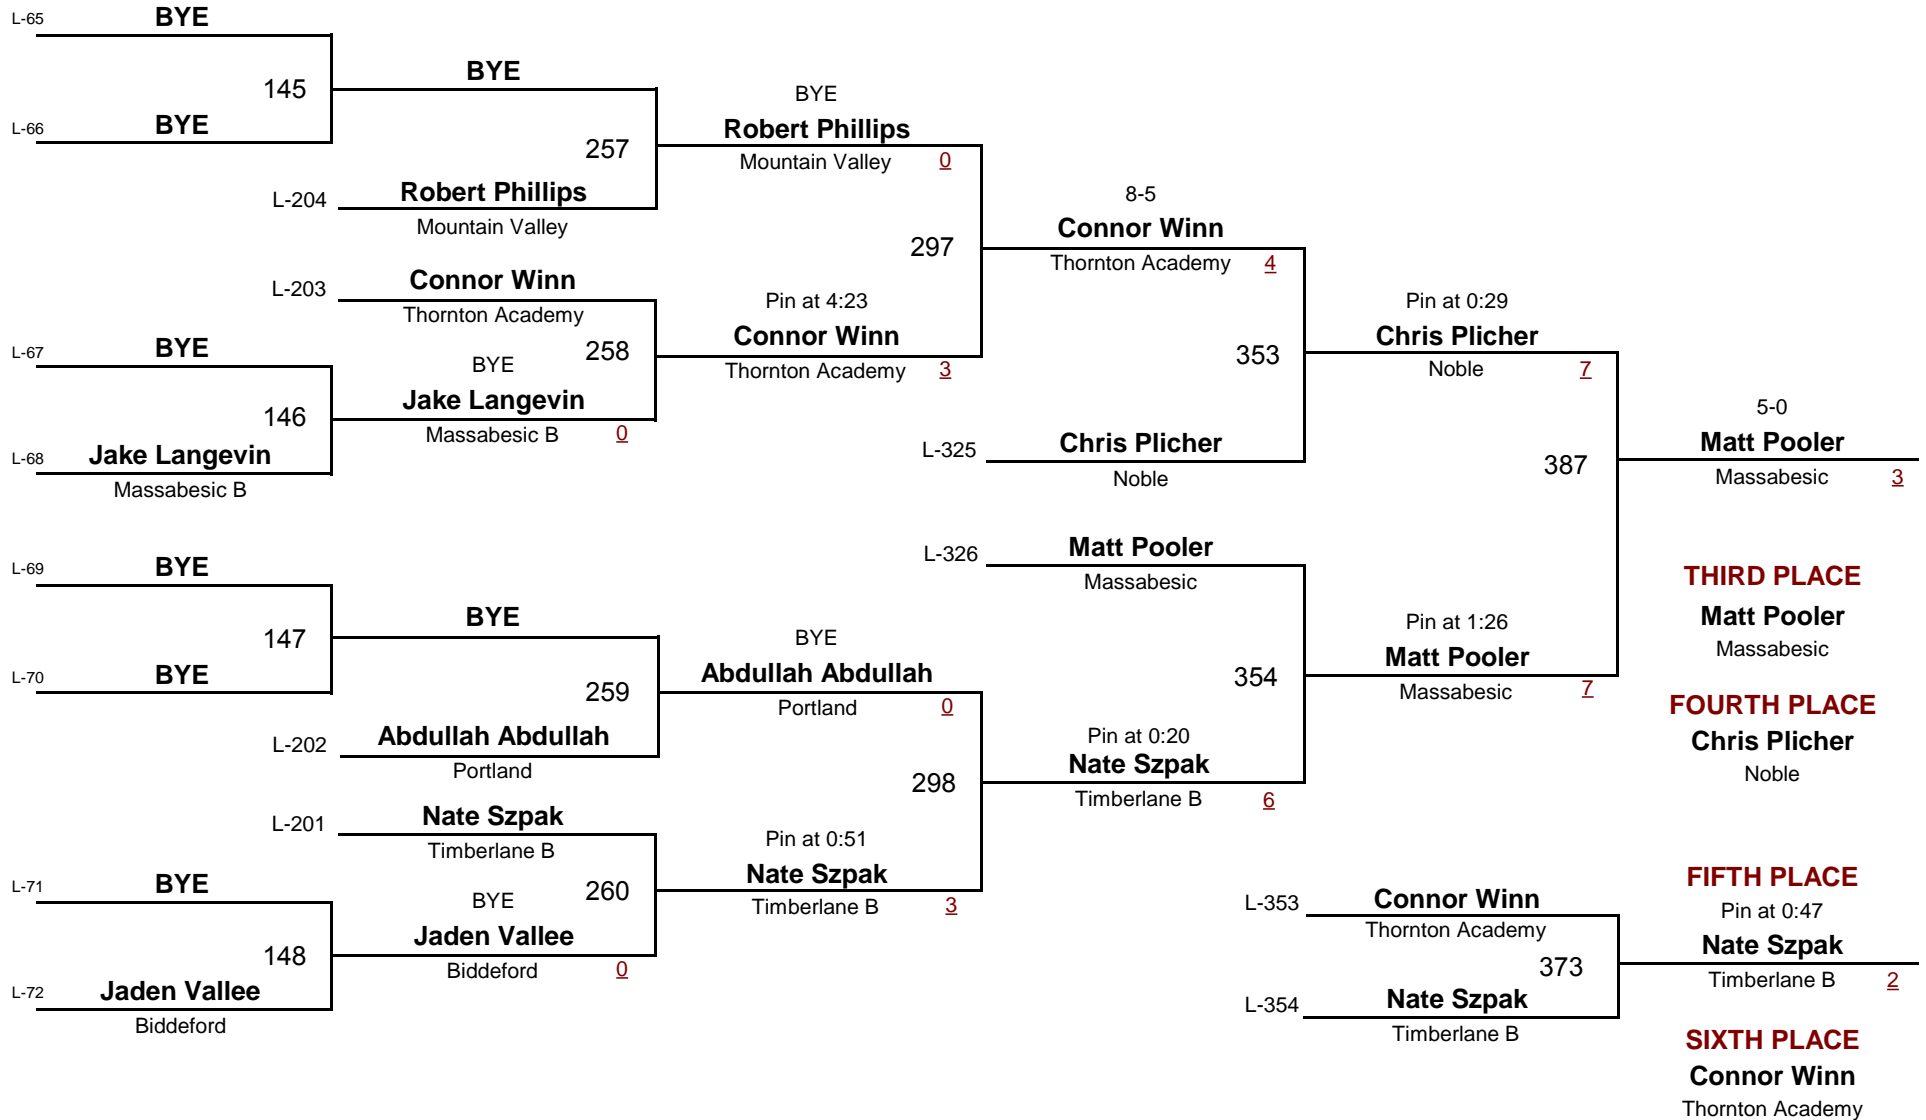 L-65 BYE
145
L-66 BYE
BYE
257
L-204 Robert Phillips
Mountain Valley
BYE
Robert Phillips
Mountain Valley 0
297
L-203 Connor Winn
Thornton Academy
258
L-67 BYE
146
L-68 Jake Langevin
Massabesic B
BYE
Jake Langevin
Massabesic B 0
Pin at 4:23
Connor Winn
Thornton Academy 3
8-5
Connor Winn
Thornton Academy 4
353
L-325 Chris Plicher
Noble
Pin at 0:29
Chris Plicher
Noble 7
387
5-0
Matt Pooler
Massabesic 3
L-69 BYE
147
L-70 BYE
BYE
259
L-202 Abdullah Abdullah
Portland
BYE
Abdullah Abdullah
Portland 0
298
L-201 Nate Szpak
Timberlane B
260
L-71 BYE
148
L-72 Jaden Vallee
Biddeford
BYE
Jaden Vallee
Biddeford 0
Pin at 0:51
Nate Szpak
Timberlane B 3
L-326 Matt Pooler
Massabesic
354
Pin at 0:20
Nate Szpak
Timberlane B 6
Pin at 1:26
Matt Pooler
Massabesic 7
THIRD PLACE
Matt Pooler
Massabesic
FOURTH PLACE
Chris Plicher
Noble
L-353 Connor Winn
Thornton Academy
373
L-354 Nate Szpak
Timberlane B
FIFTH PLACE
Pin at 0:47
Nate Szpak
Timberlane B 2
SIXTH PLACE
Connor Winn
Thornton Academy